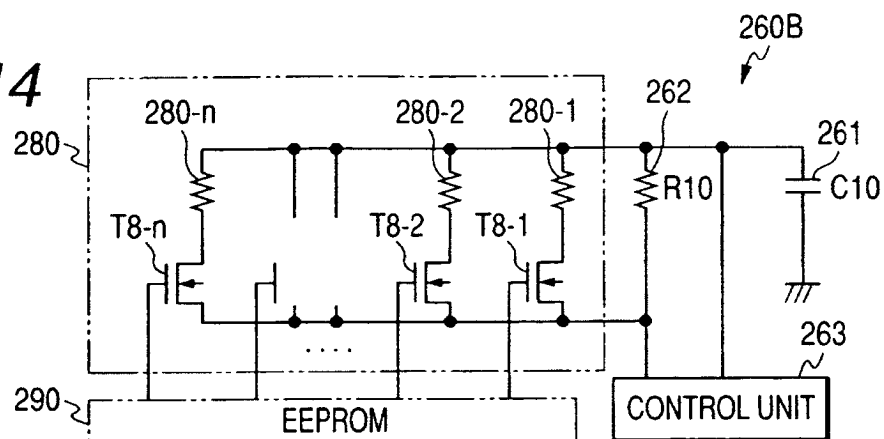 4
260B
280-n
280-2
280-1
262
261
280
R10
C10
T8-n
T8-2
T8-1
....
263
290
EEPROM
CONTROL UNIT